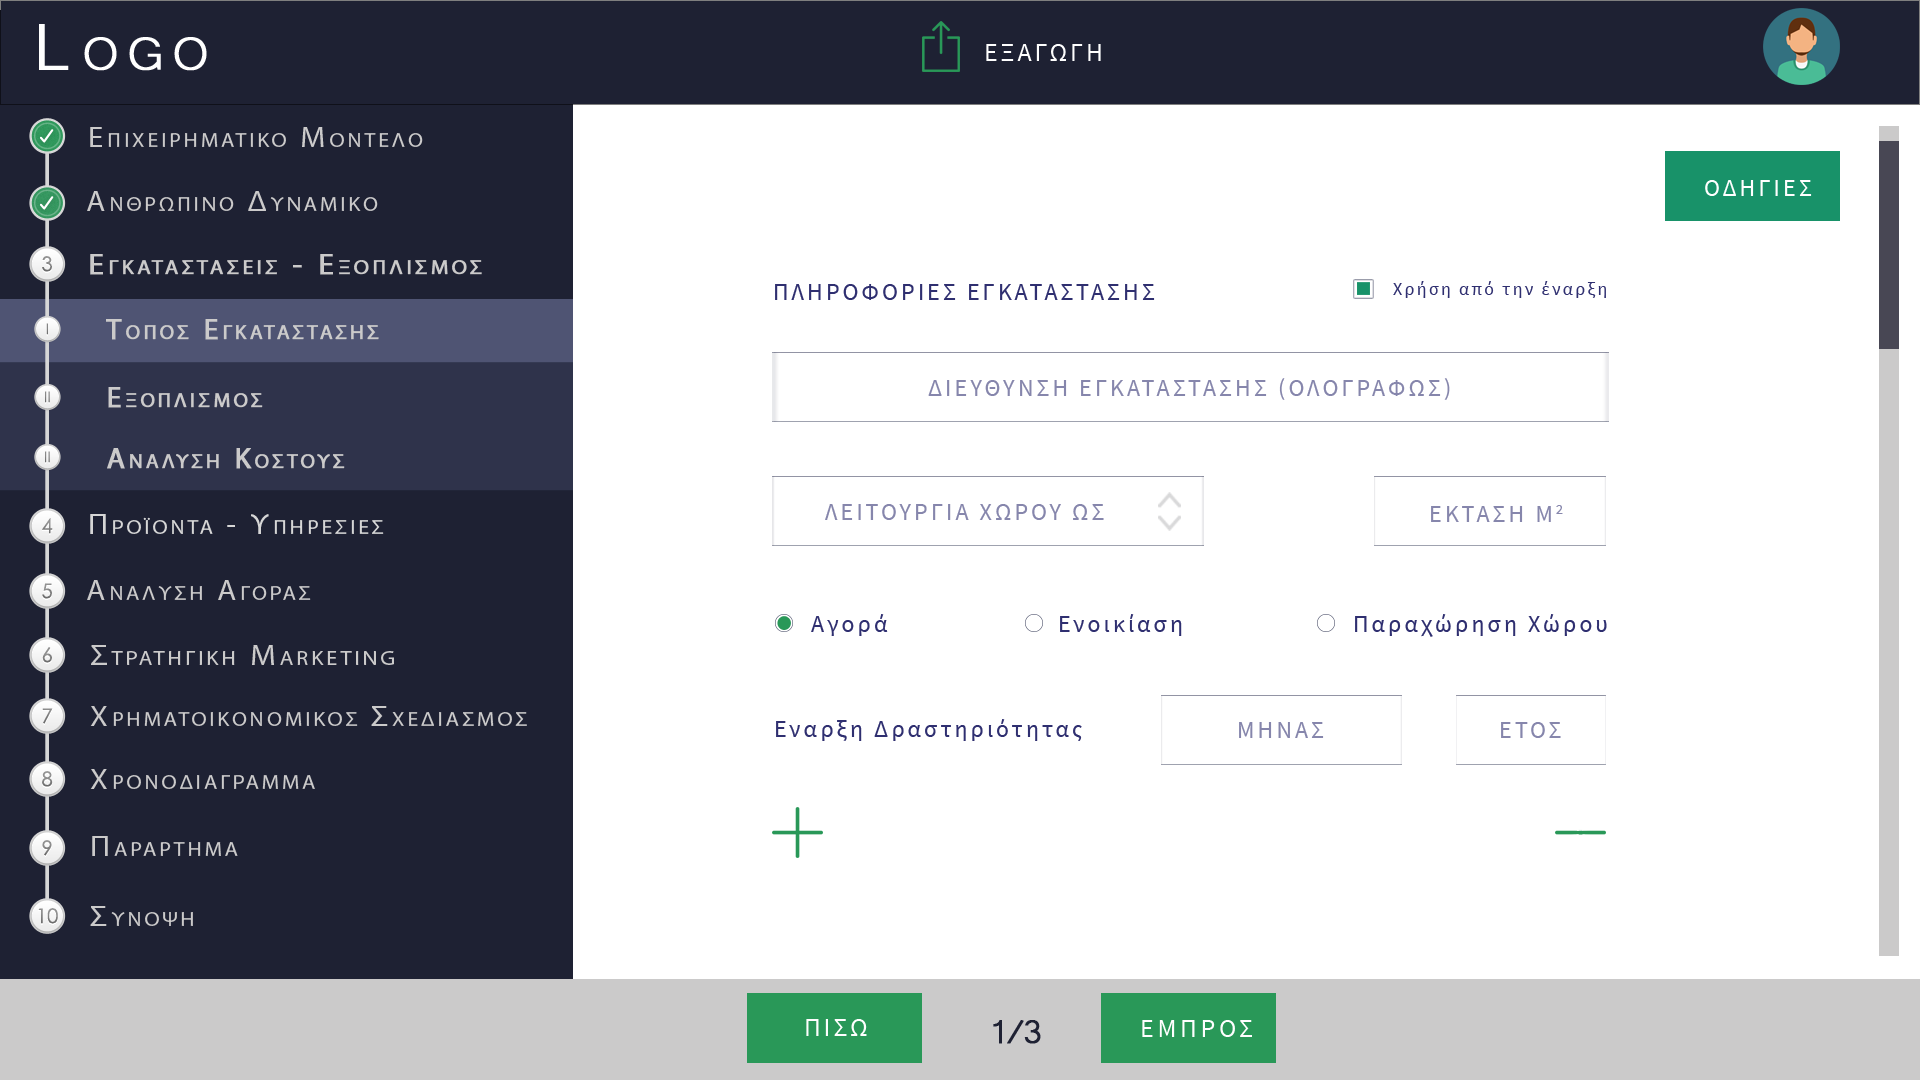 Logo
ΕΞΑΓΩΓΗ
Επιχειρηματικο Μοντελο
Ανθρωπινο Δυναμικο
3 Εγκαταστασεις - Εξοπλισμος
I Τοπος Εγκαταστασης
II Εξοπλισμος
II Αναλυση Κοστους
4 Προϊοντα - Υπηρεσιες
5 Αναλυση Αγορας
6 Στρατηγικη Marketing
7 Χρηματοικονομικος Σχεδιασμος
8 Χρονοδιαγραμμα
9 Παραρτημα
10 Συνοψη
ΟΔΗΓΙΕΣ
ΠΛΗΡΟΦΟΡΙΕΣ ΕΓΚΑΤΑΣΤΑΣΗΣ
Χρήση από την έναρξη
ΔΙΕΥΘΥΝΣΗ ΕΓΚΑΤΑΣΤΑΣΗΣ (ΟΛΟΓΡΑΦΩΣ)
ΛΕΙΤΟΥΡΓΙΑ ΧΩΡΟΥ ΩΣ
ΕΚΤΑΣΗ Μ²
Αγορά Ενοικίαση Παραχώρηση Χώρου
Εναρξη Δραστηριότητας ΜΗΝΑΣ ΕΤΟΣ
ΠΙΣΩ 1/3 ΕΜΠΡΟΣ